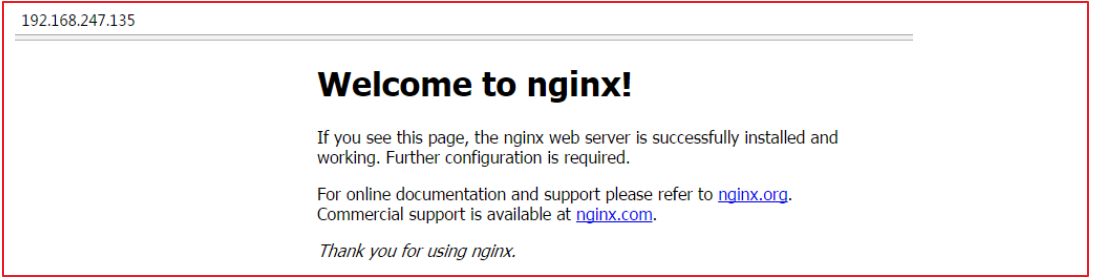 192.168.247.135
Welcome to nginx!
If you see this page, the nginx web server is successfully installed and
working. Further configuration is required.
For online documentation and support please refer to nginx.org.
Commercial support is available at nginx.com.
Thank you for using nginx.